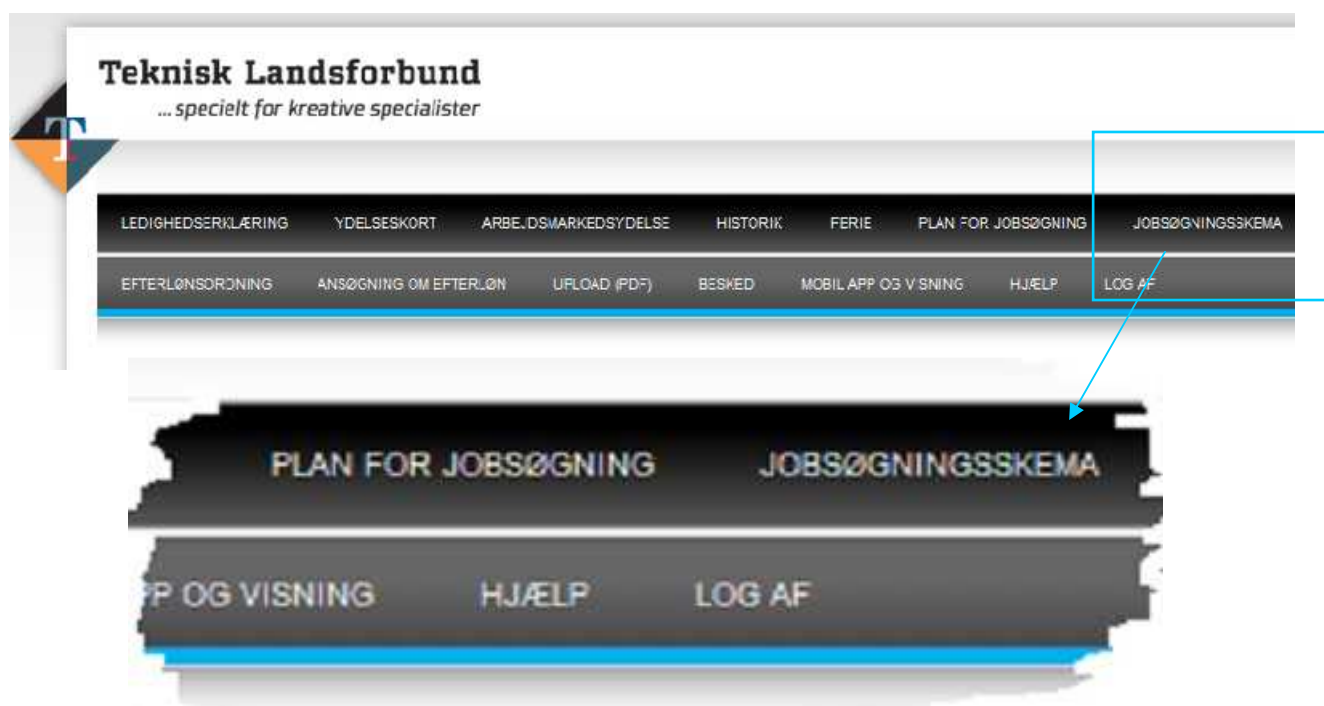 Teknisk Landsforbund
... specielt for kreative specialister
T
LEDIGHEDSERKLÆRING YDELSESKORT ARBEJDSMARKEDSYDELSE HISTORIK FERIE PLAN FOR JOBSØGNING JOBSØGNINGSSKEMA
EFTERLØNSORDNING ANSØGNING OM EFTERLØN UPLOAD (PDF) BESKED MOBIL APP OG VISNING HJÆLP LOG AF
PLAN FOR JOBSØGNING JOBSØGNINGSSKEMA
PP OG VISNING HJÆLP LOG AF